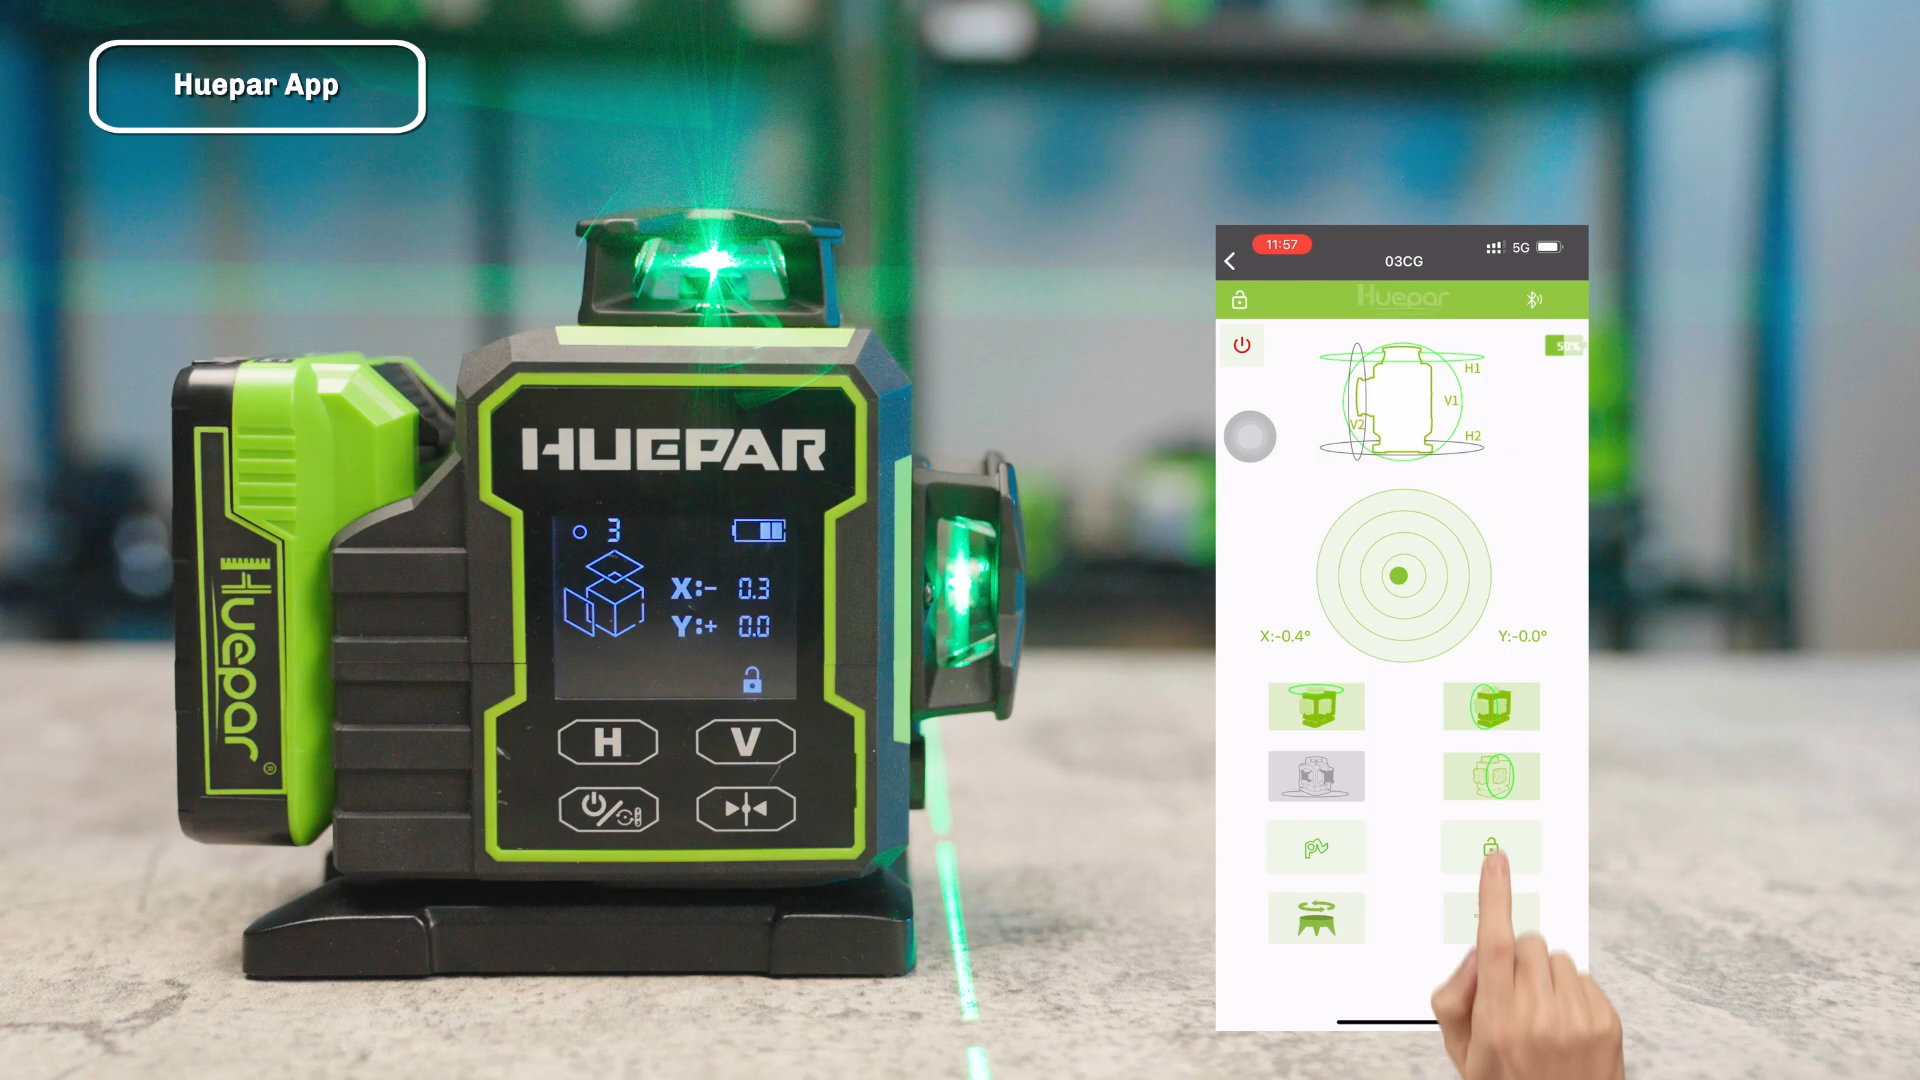 Huepar App
HUEPAR
3
X:- 0.3
Y:+ 0.0
H
V
Huepar®
11:57
5G
03CG
Huepar
50%
H1
V1
V2
H2
X:-0.4°
Y:-0.0°